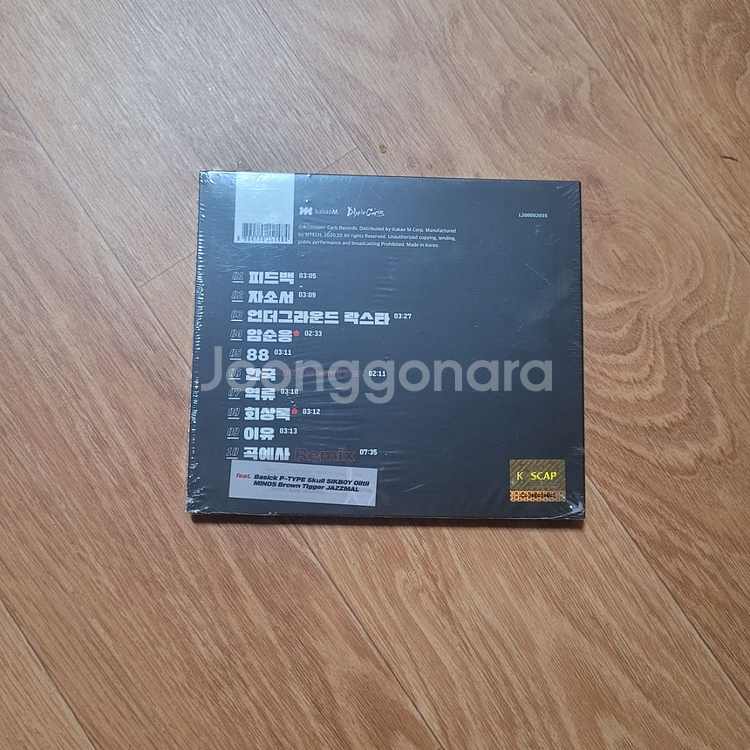 kakao M Dippin' Carls
L200002035
Dippin' Carls Records. Distributed by Kakao M Corp. Manufactured
by MTECH. 2020.10 All rights Reserved. Unauthorized copying, lending,
public performance and broadcasting Prohibited. Made in Korea.
01 피드백 03:05
02 자소서 03:09
03 언더그라운드 락스타 03:27
04 암순응* 02:33
05 88 03:11
06 한국 02:11
07 역류 03:10
08 회상록* 03:12
09 이유 03:13
10 곡예사 Remix 07:35
Joonggonara
K SCAP
feat. Basick P-TYPE Skull SIKBOY
MINOS Brown Tigger JAZZMAL